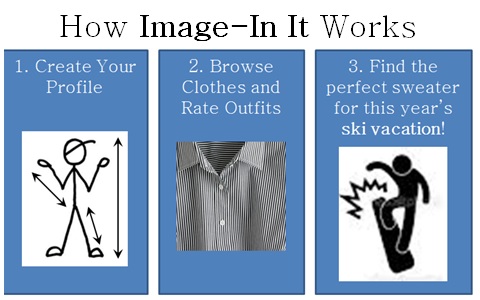 How Image-In It Works
1. Create Your
Profile
2. Browse
Clothes and
Rate Outfits
3. Find the
perfect sweater
for this year's
ski vacation!